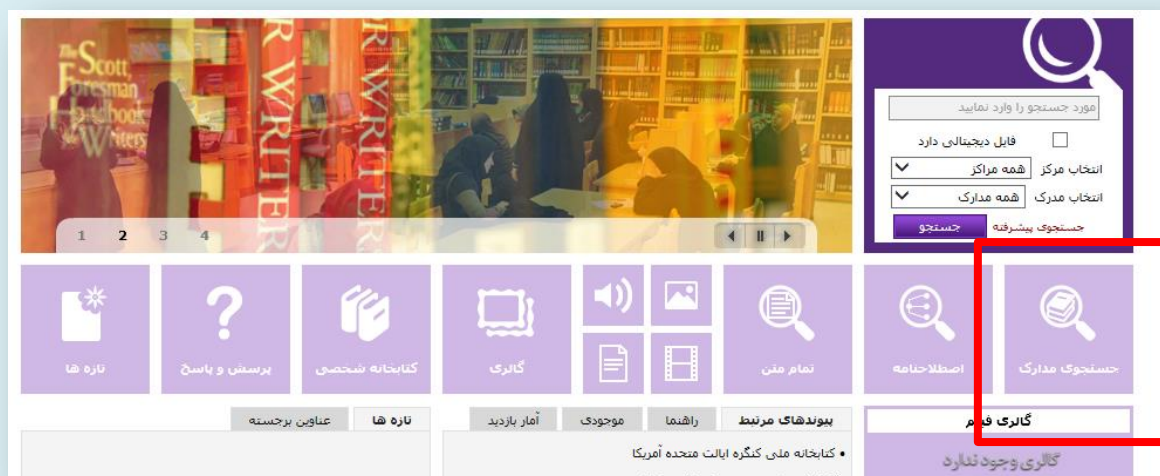 The Scott, Foresman Handbook Writers
R WRITER
OR WRITER
1 2 3 4
مورد جستجو را وارد نمایید
فایل دیجیتالی دارد
انتخاب مرکز همه مراکز
انتخاب مدرک همه مدارک
جستجوی پیشرفته جستجو
جستجوی مدارک
اصطلاحنامه
تمام متن
گالری
کتابخانه شخصی
پرسش و پاسخ
تازه ها
گالری فیلم
گالری وجود ندارد
پیوندهای مرتبط راهنما موجودی آمار بازدید
• کتابخانه ملی کنگره ایالت متحده آمریکا
تازه ها عناوین برجسته